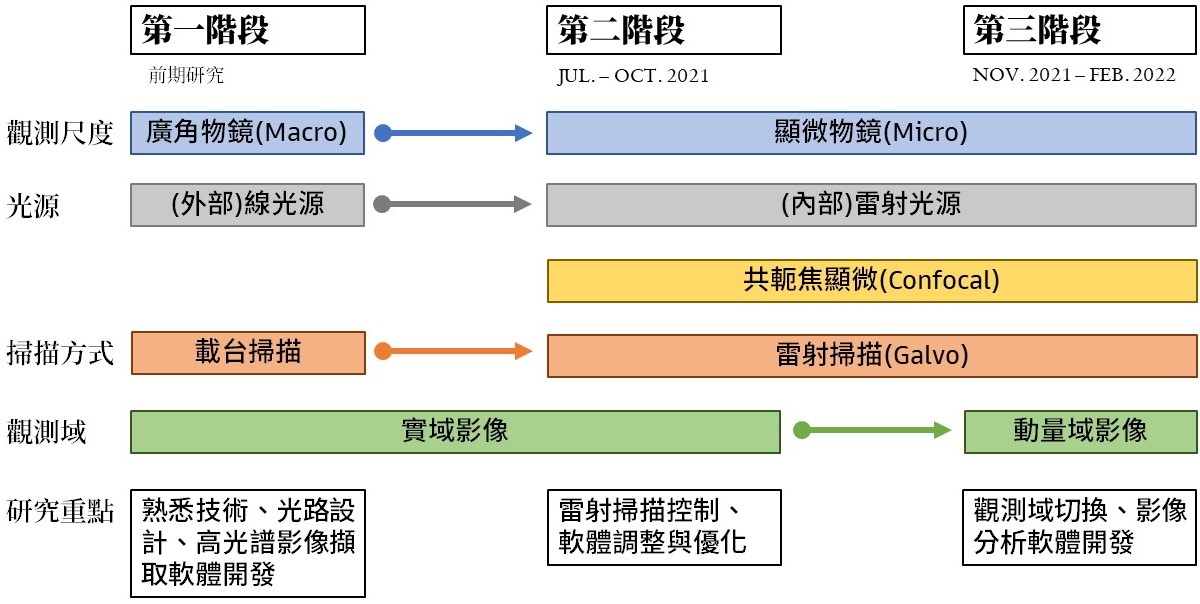 第一階段 第二階段 第三階段
前期研究 JUL. – OCT. 2021 NOV. 2021 – FEB. 2022
觀測尺度 廣角物鏡(Macro) 顯微物鏡(Micro)
光源 (外部)線光源 (內部)雷射光源
共軛焦顯微(Confocal)
掃描方式 載台掃描 雷射掃描(Galvo)
觀測域 實域影像 動量域影像
研究重點
熟悉技術、光路設
計、高光譜影像擷
取軟體開發
雷射掃描控制、
軟體調整與優化
觀測域切換、影像
分析軟體開發